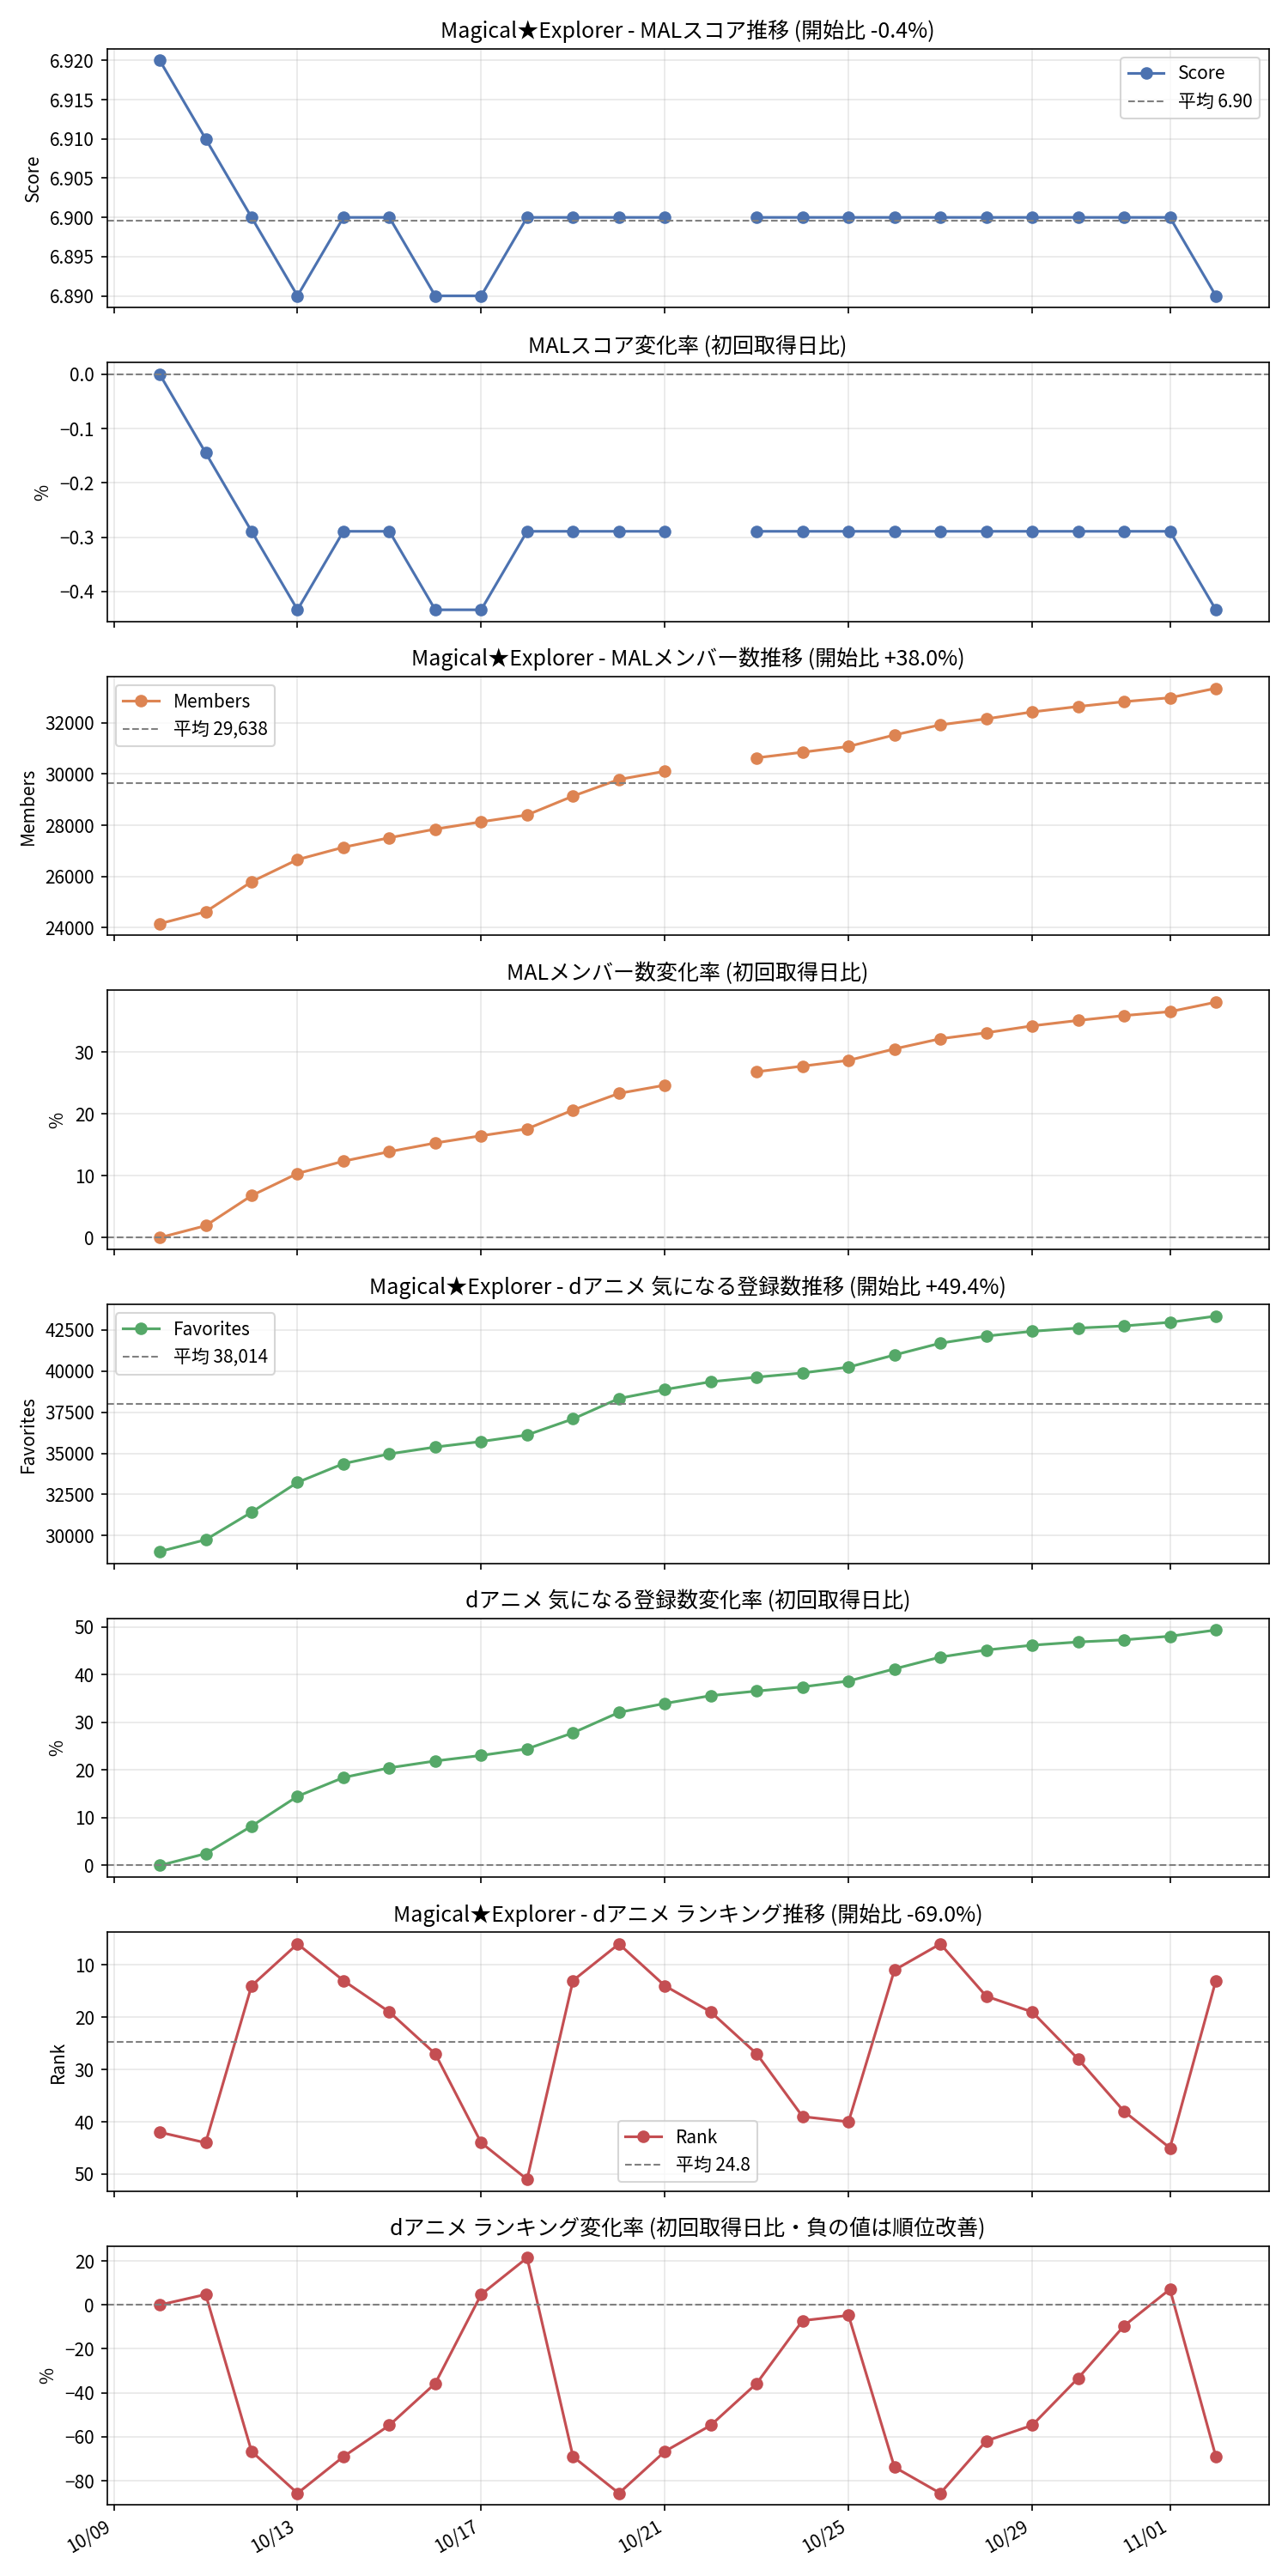 Magical★Explorer - MALスコア推移 (開始比 -0.4%)
6.920
6.915
6.910
6.905
6.900
6.895
6.890
Score
Score
平均 6.90
MALスコア変化率 (初回取得日比)
0.0
−0.1
−0.2
−0.3
−0.4
%
Magical★Explorer - MALメンバー数推移 (開始比 +38.0%)
32000
30000
28000
26000
24000
Members
Members
平均 29,638
MALメンバー数変化率 (初回取得日比)
30
20
10
0
%
Magical★Explorer - dアニメ 気になる登録数推移 (開始比 +49.4%)
42500
40000
37500
35000
32500
30000
Favorites
Favorites
平均 38,014
dアニメ 気になる登録数変化率 (初回取得日比)
50
40
30
20
10
0
%
Magical★Explorer - dアニメ ランキング推移 (開始比 -69.0%)
10
20
30
40
50
Rank
Rank
平均 24.8
dアニメ ランキング変化率 (初回取得日比・負の値は順位改善)
20
0
−20
−40
−60
−80
%
10/09
10/13
10/17
10/21
10/25
10/29
11/01